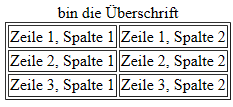 bin die Überschrift
Zeile 1, Spalte 1 Zeile 1, Spalte 2
Zeile 2, Spalte 1 Zeile 2, Spalte 2
Zeile 3, Spalte 1 Zeile 3, Spalte 2